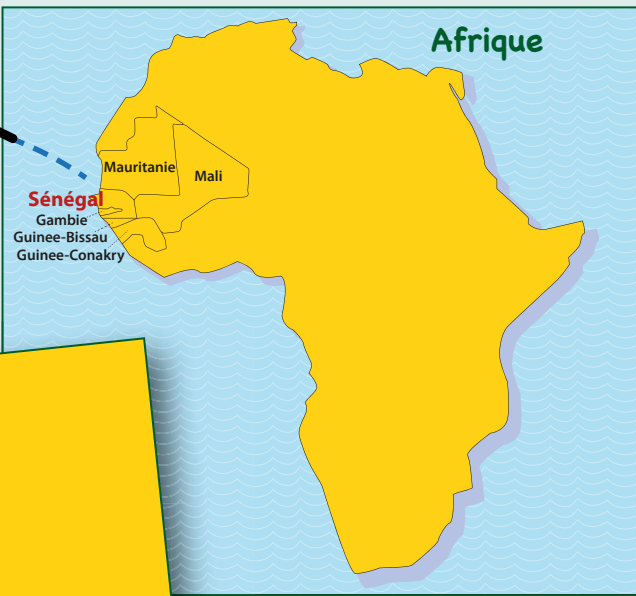 Afrique
Mauritanie
Mali
Sénégal
Gambie
Guinee-Bissau
Guinee-Conakry